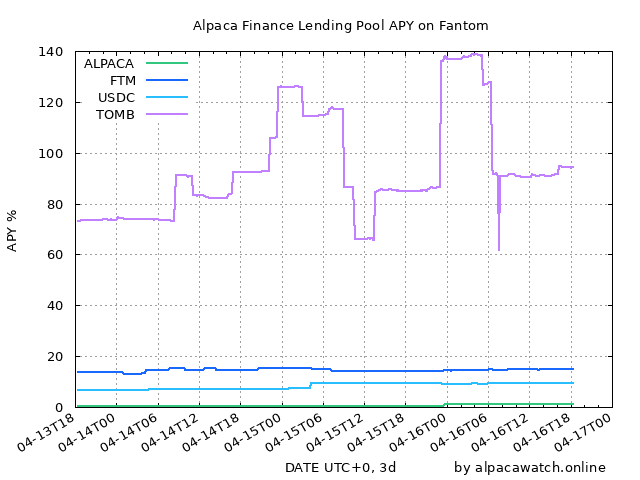 Alpaca Finance Lending Pool APY on Fantom
APY %
140
120
100
80
60
40
20
0
ALPACA
FTM
USDC
TOMB
04-13T18
04-14T00
04-14T06
04-14T12
04-14T18
04-15T00
04-15T06
04-15T12
04-15T18
04-16T00
04-16T06
04-16T12
04-16T18
04-17T00
DATE UTC+0, 3d
by alpacawatch.online